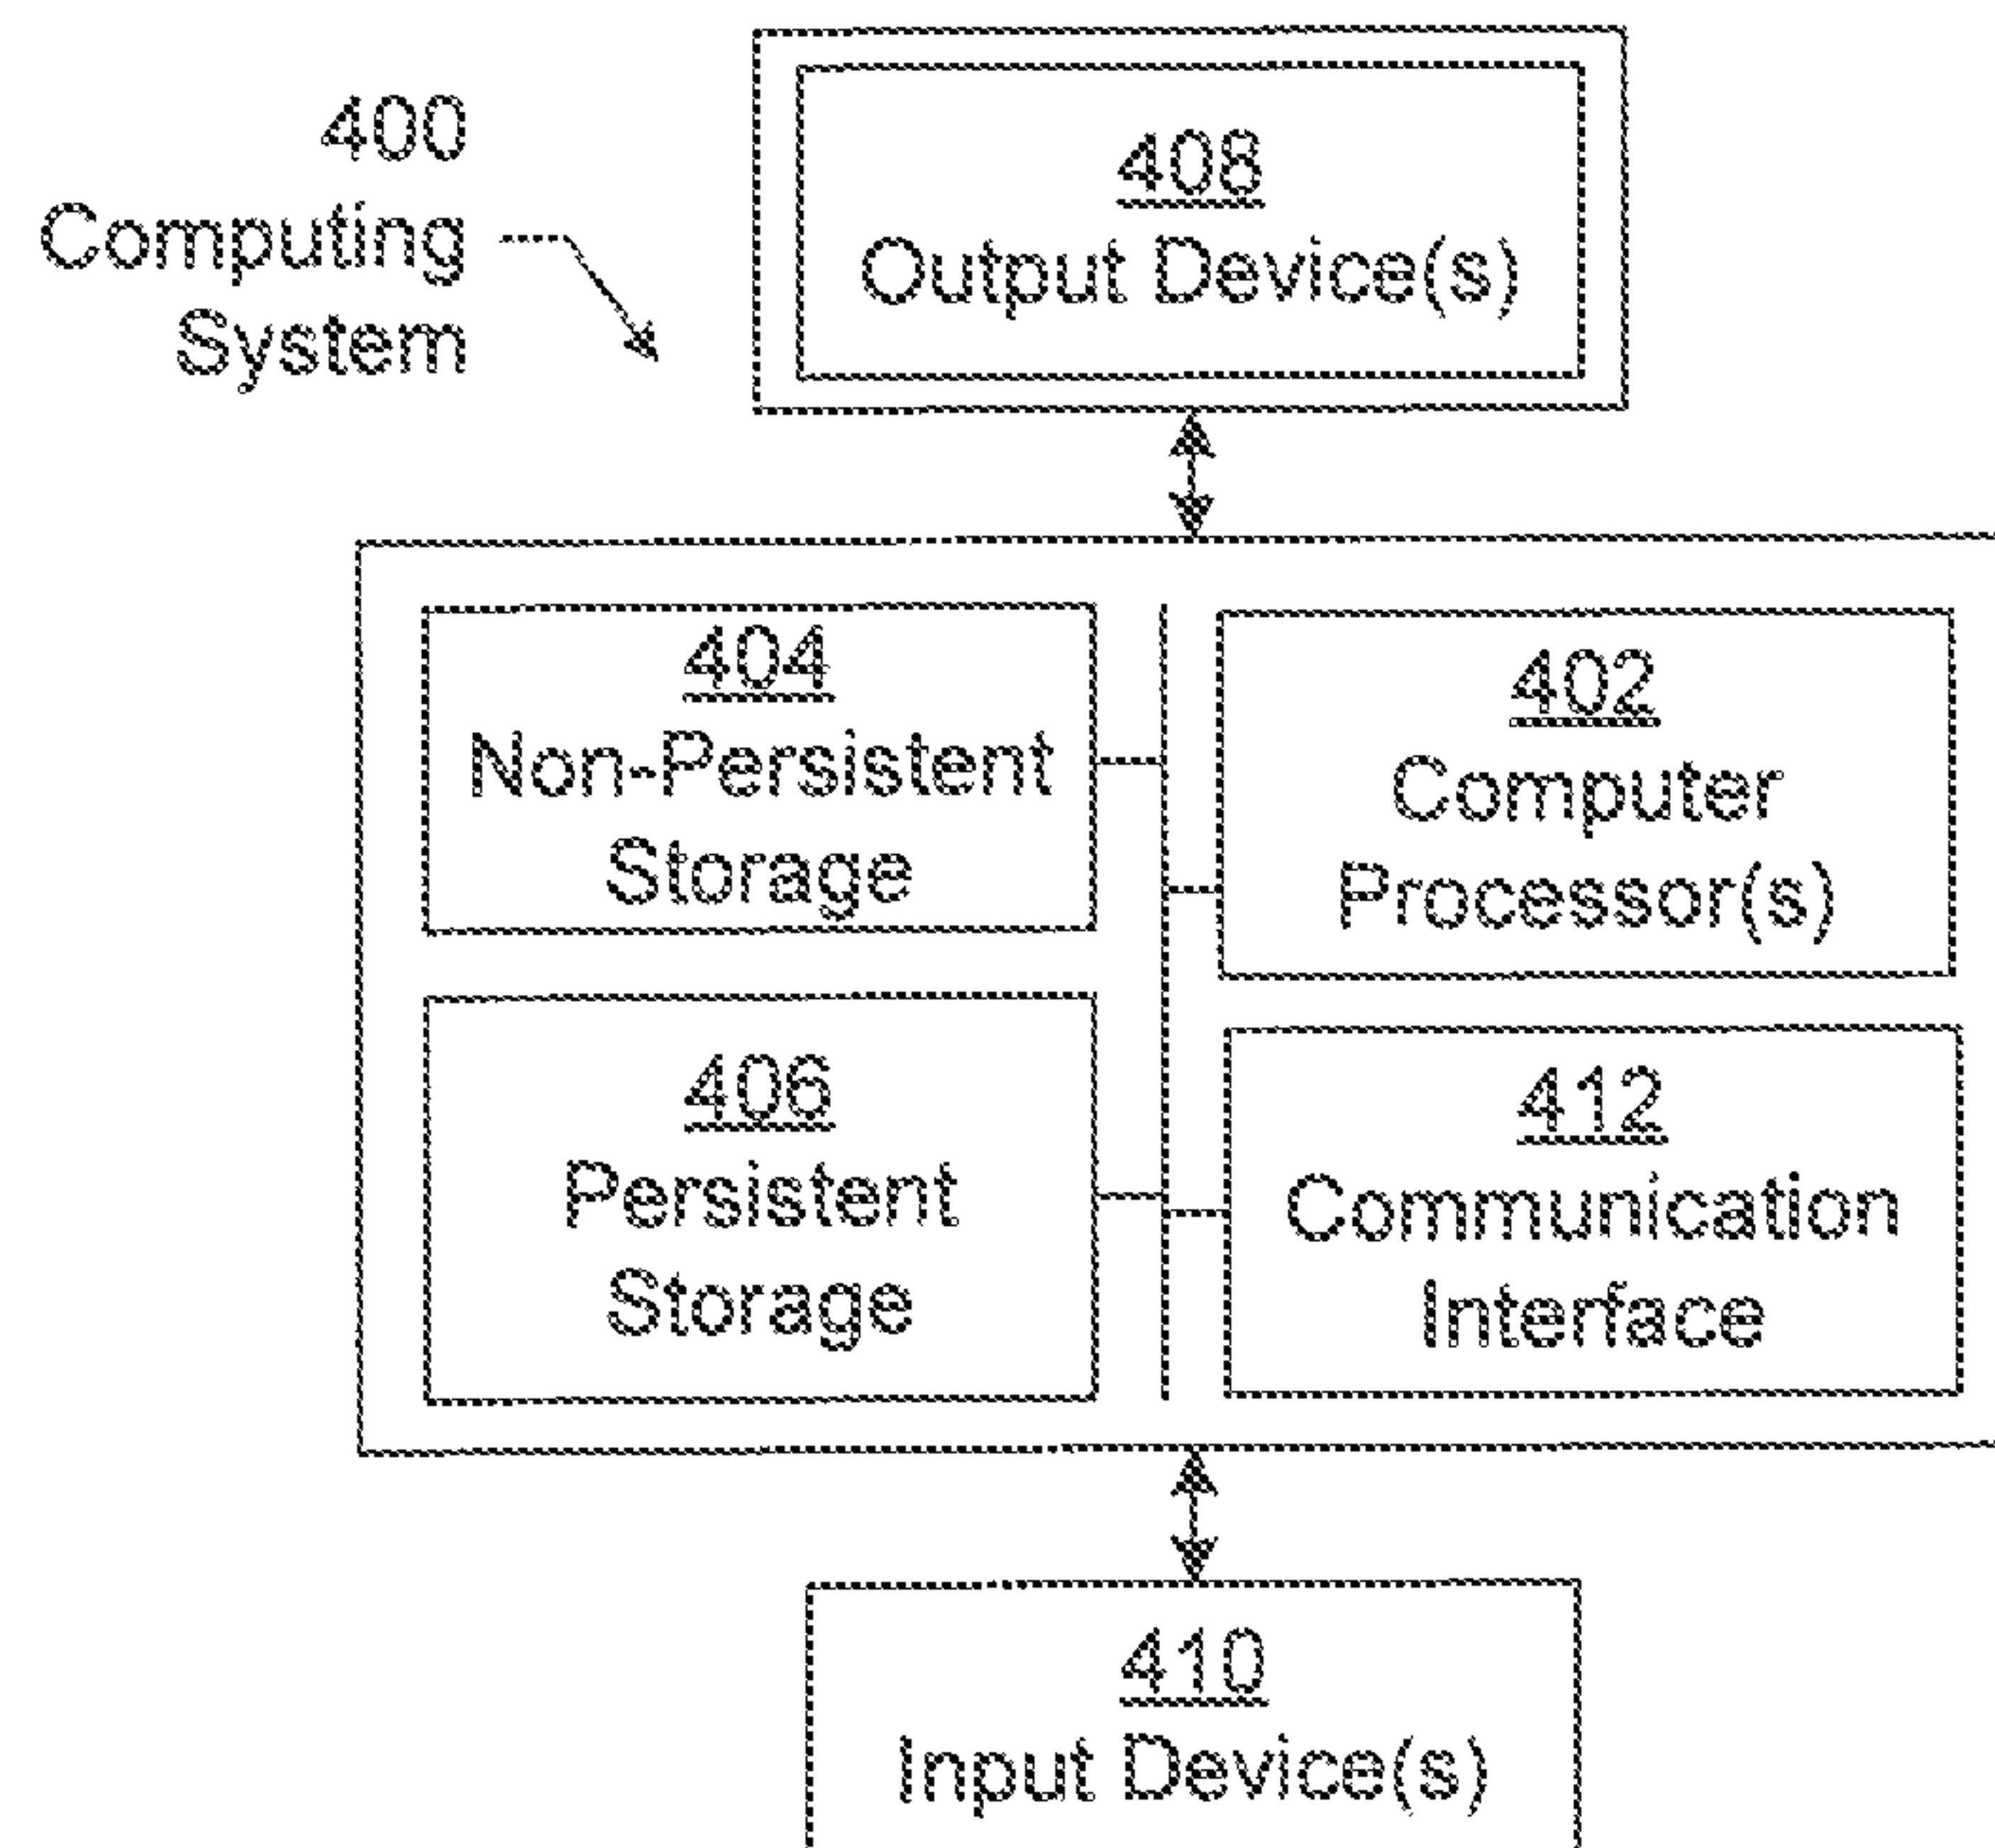 400
Computing
System
408
Output Device(s)
404
Non-Persistent
Storage
402
Computer
Processor(s)
406
Persistent
Storage
412
Communication
Interface
410
Input Device(s)